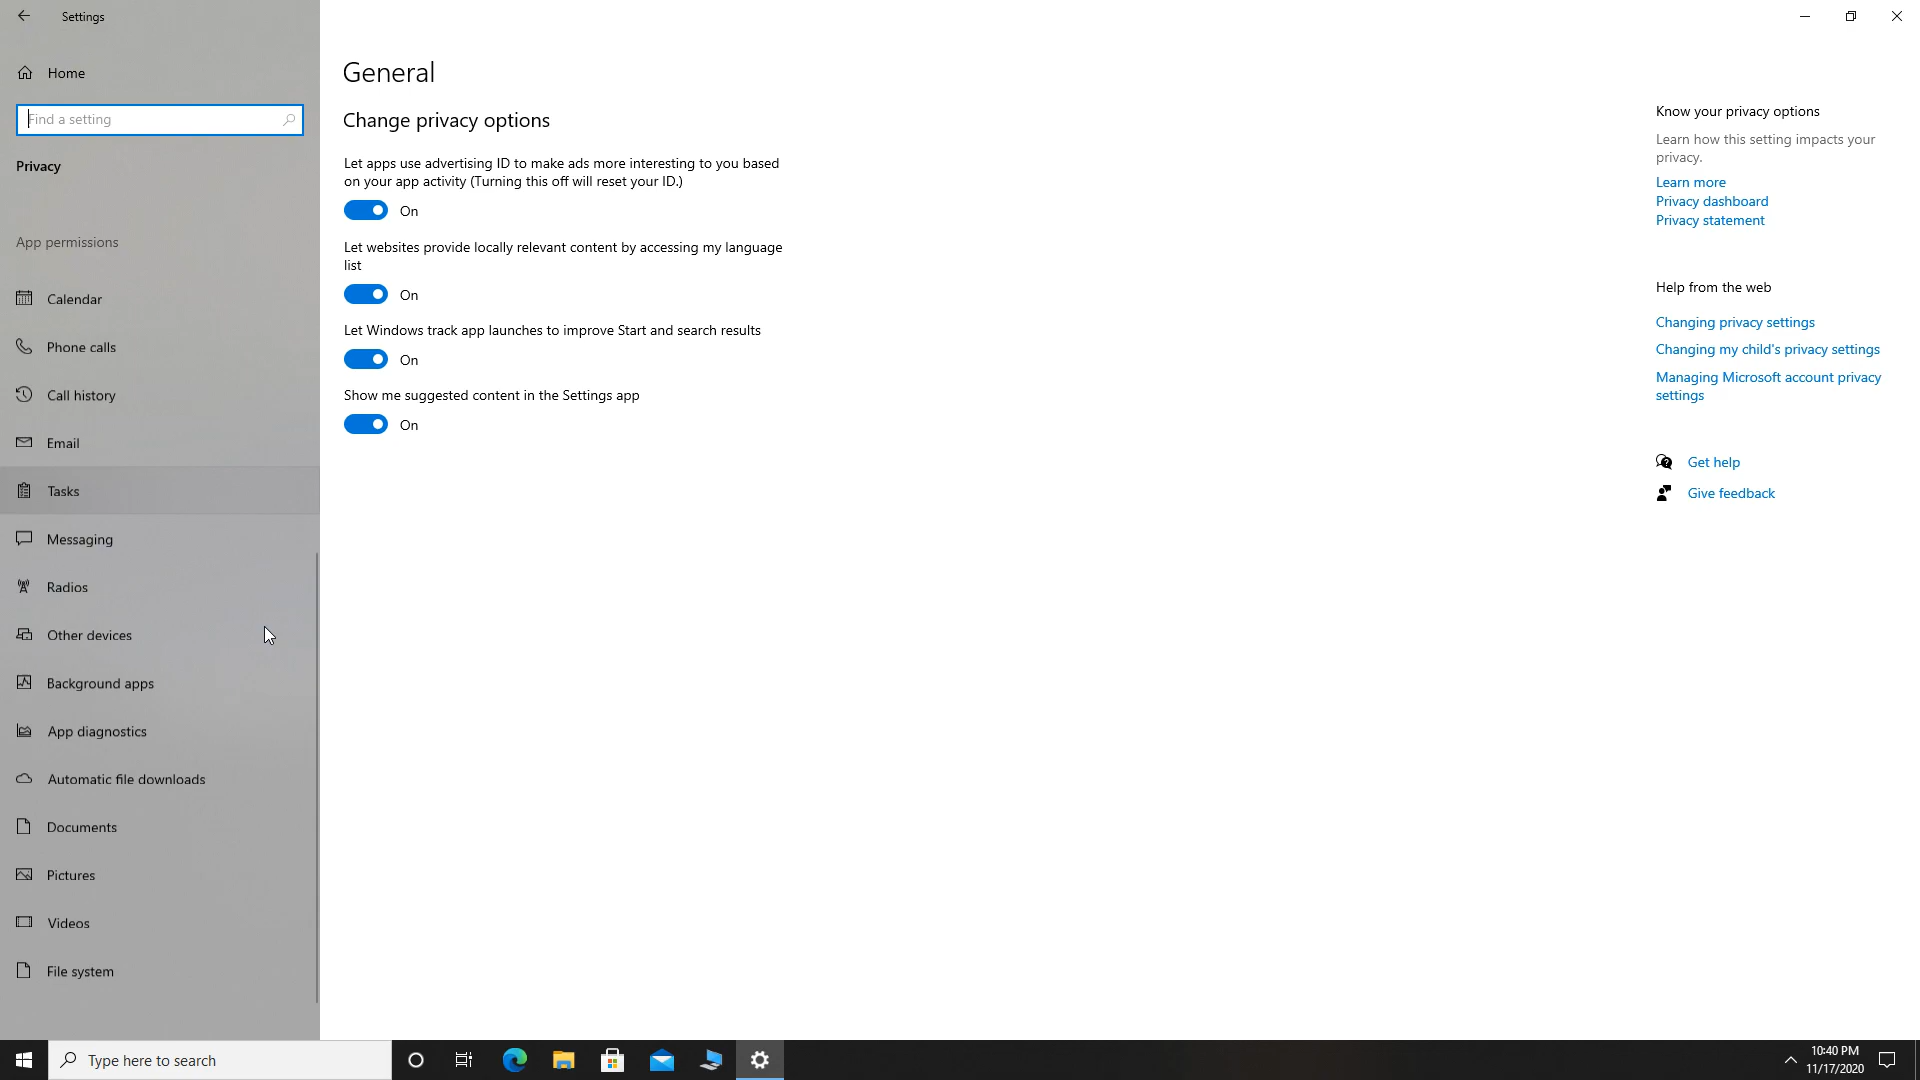 Settings
Home
Find a setting
Privacy
App permissions
Calendar
Phone calls
Call history
Email
Tasks
Messaging
Radios
Other devices
Background apps
App diagnostics
Automatic file downloads
Documents
Pictures
Videos
File system
General
Change privacy options
Let apps use advertising ID to make ads more interesting to you based
on your app activity (Turning this off will reset your ID.)
On
Let websites provide locally relevant content by accessing my language
list
On
Let Windows track app launches to improve Start and search results
On
Show me suggested content in the Settings app
On
Know your privacy options
Learn how this setting impacts your
privacy.
Learn more
Privacy dashboard
Privacy statement
Help from the web
Changing privacy settings
Changing my child's privacy settings
Managing Microsoft account privacy
settings
Get help
Give feedback
Type here to search
10:40 PM
11/17/2020